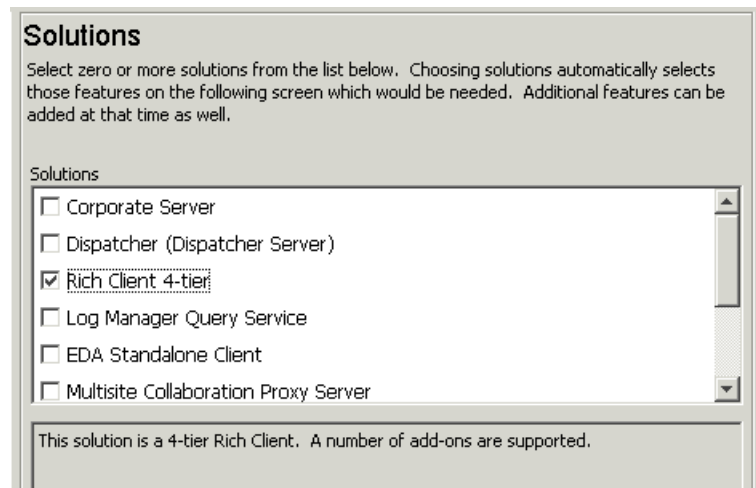 Solutions
Select zero or more solutions from the list below. Choosing solutions automatically selects
those features on the following screen which would be needed. Additional features can be
added at that time as well.
Solutions
Corporate Server
Dispatcher (Dispatcher Server)
Rich Client 4-tier
Log Manager Query Service
EDA Standalone Client
Multisite Collaboration Proxy Server
This solution is a 4-tier Rich Client. A number of add-ons are supported.